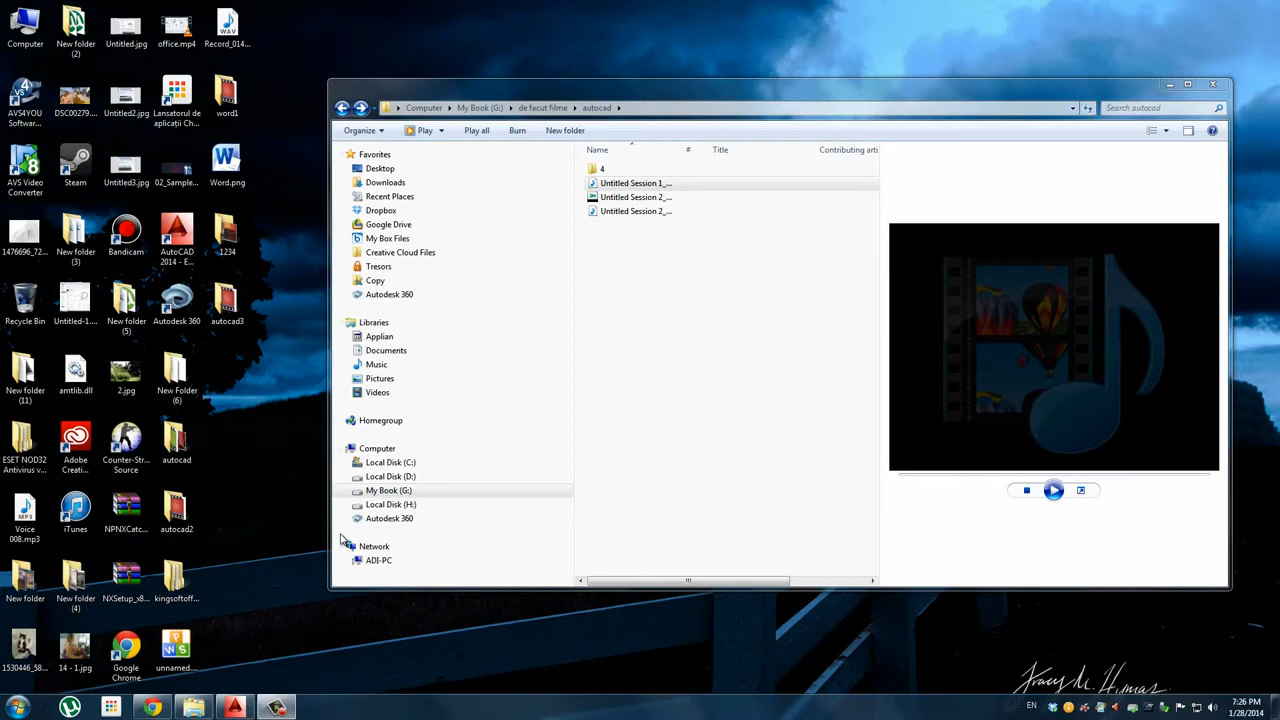 Computer
New folder
(2)
Untitled.jpg
office.mp4
Record_014...
AVS4YOU
Software...
DSC00279....
Untitled2.jpg
Lansatorul de
aplicații Ch...
word1
AVS Video
Converter
Steam
Untitled3.jpg
02_Sample...
Word.png
1476696_72...
New folder
(3)
Bandicam
AutoCAD
2014 - E...
1234
Recycle Bin
Untitled-1....
New folder
(5)
Autodesk 360
autocad3
New folder
(11)
amtlib.dll
2.jpg
New Folder
(6)
ESET NOD32
Antivirus v...
Adobe
Creati...
Counter-Str...
Source
autocad
Voice
008.mp3
iTunes
NPNXCatc...
autocad2
New folder
New folder
(4)
NXSetup_x8...
kingsoftoff...
1530446_58...
14 - 1.jpg
Google
Chrome
unnamed....
Computer
My Book (G:)
de facut filme
autocad
Search autocad
Organize
Play
Play all
Burn
New folder
Favorites
Desktop
Downloads
Recent Places
Dropbox
Google Drive
My Box Files
Creative Cloud Files
Tresors
Copy
Autodesk 360
Libraries
Applian
Documents
Music
Pictures
Videos
Homegroup
Computer
Local Disk (C:)
Local Disk (D:)
My Book (G:)
Local Disk (H:)
Autodesk 360
Network
ADI-PC
Name
#
Title
Contributing arti
4
Untitled Session 1_...
Untitled Session 2_...
Untitled Session 2_...
EN
7:26 PM
1/28/2014